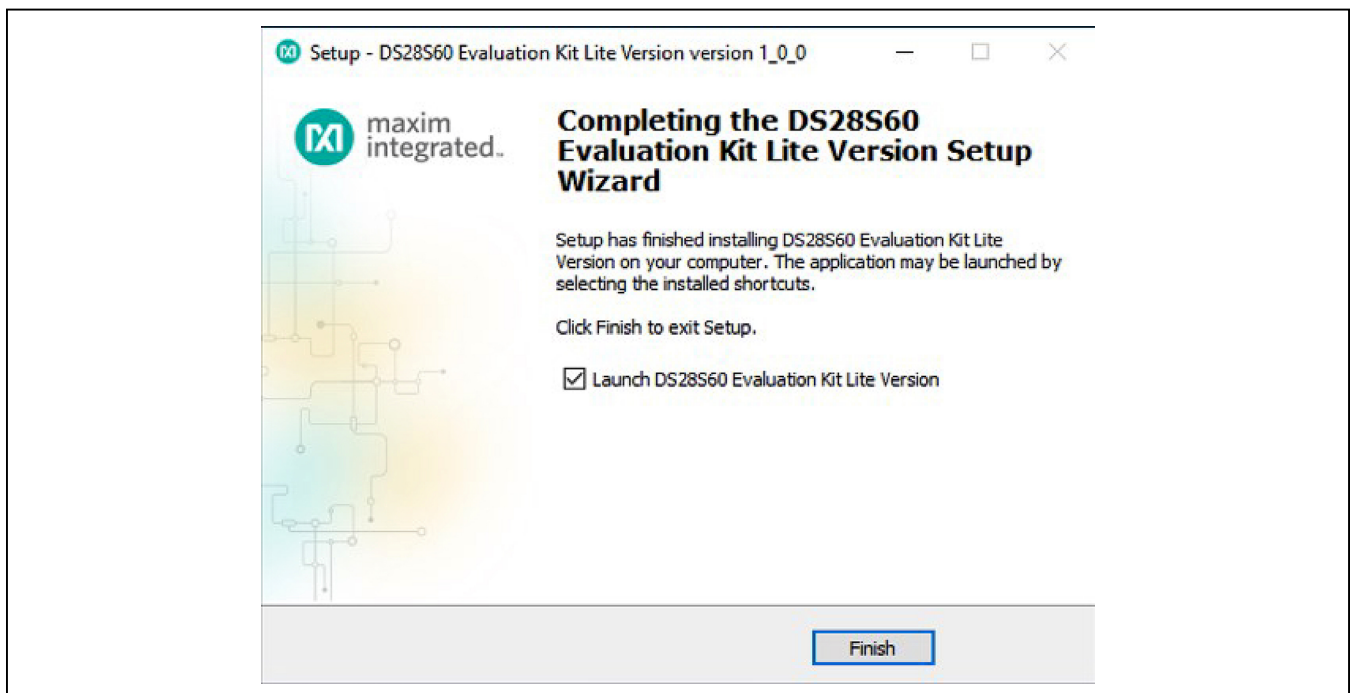 Setup - DS28S60 Evaluation Kit Lite Version version 1_0_0
maxim
integrated™
Completing the DS28S60
Evaluation Kit Lite Version Setup
Wizard
Setup has finished installing DS28S60 Evaluation Kit Lite
Version on your computer. The application may be launched by
selecting the installed shortcuts.
Click Finish to exit Setup.
Launch DS28S60 Evaluation Kit Lite Version
Finish